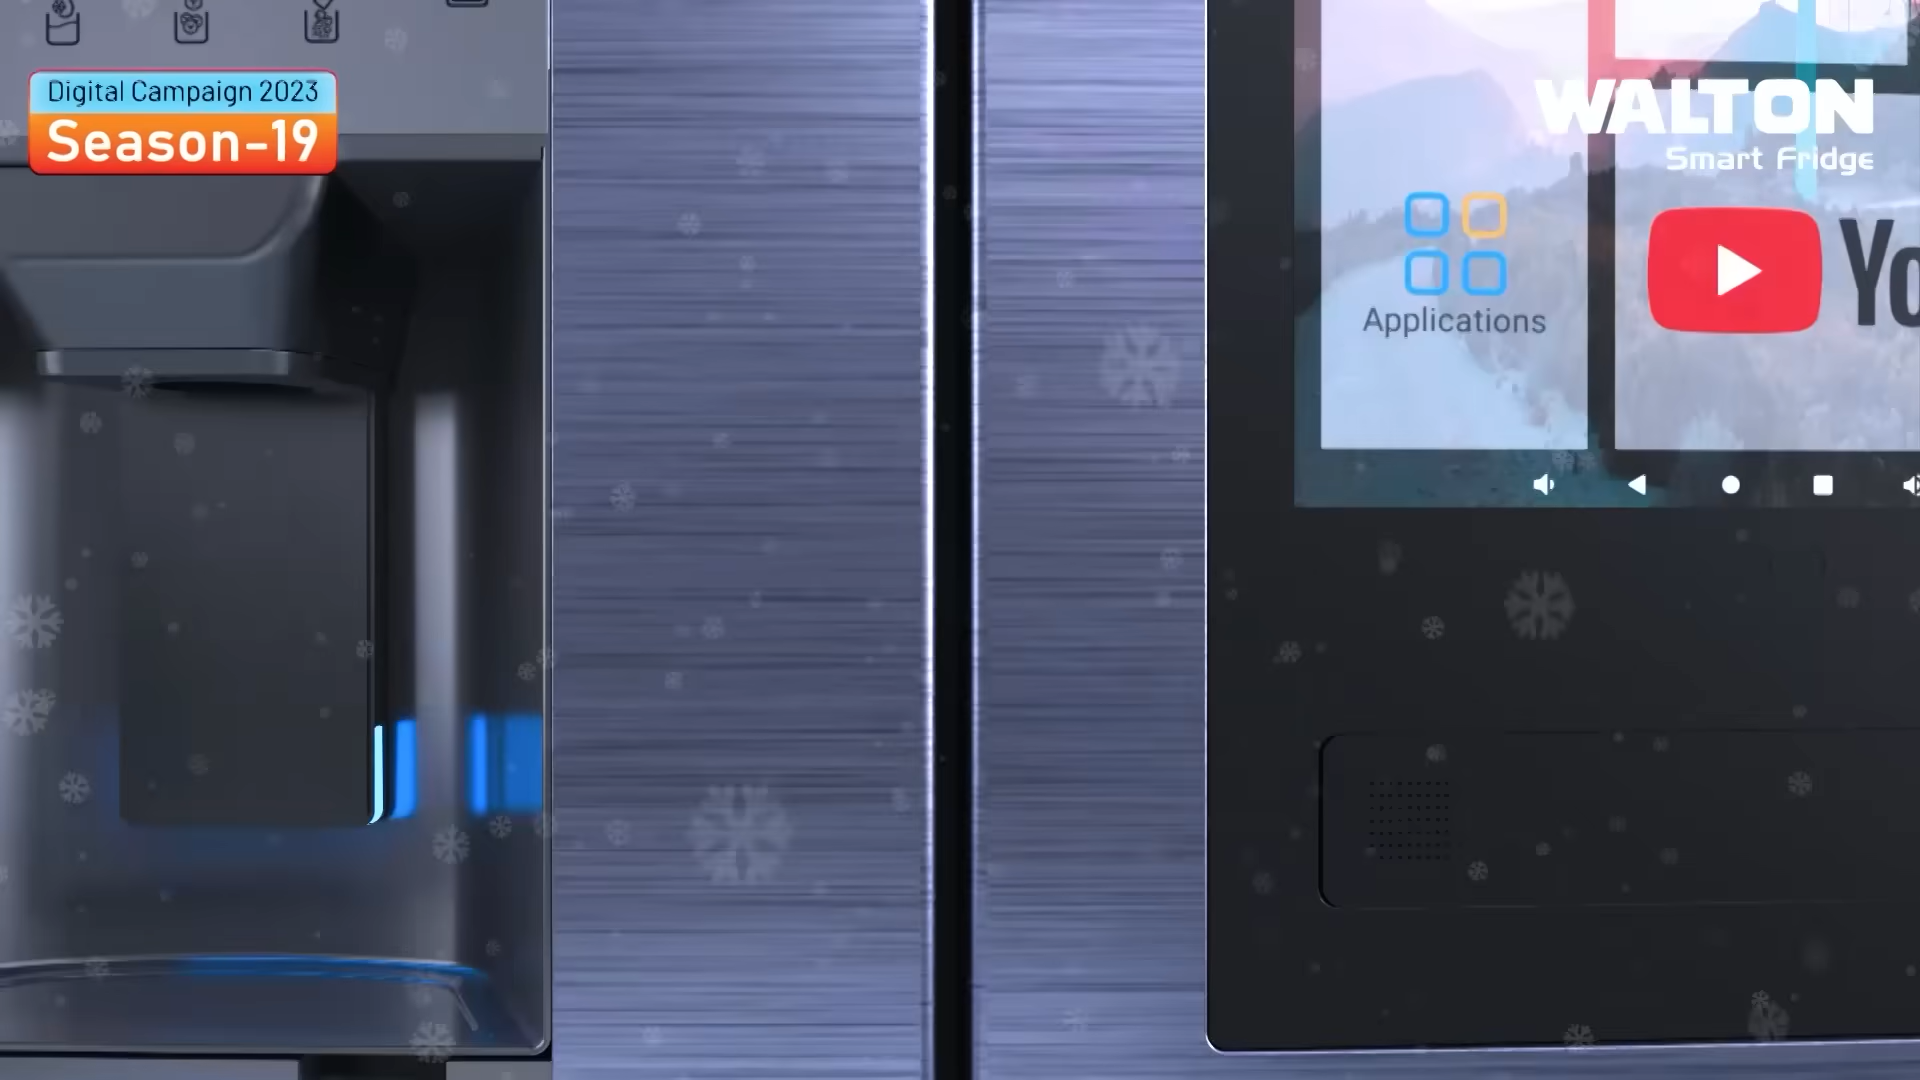 Digital Campaign 2023
Season-19
WALTON
Smart Fridge
Applications